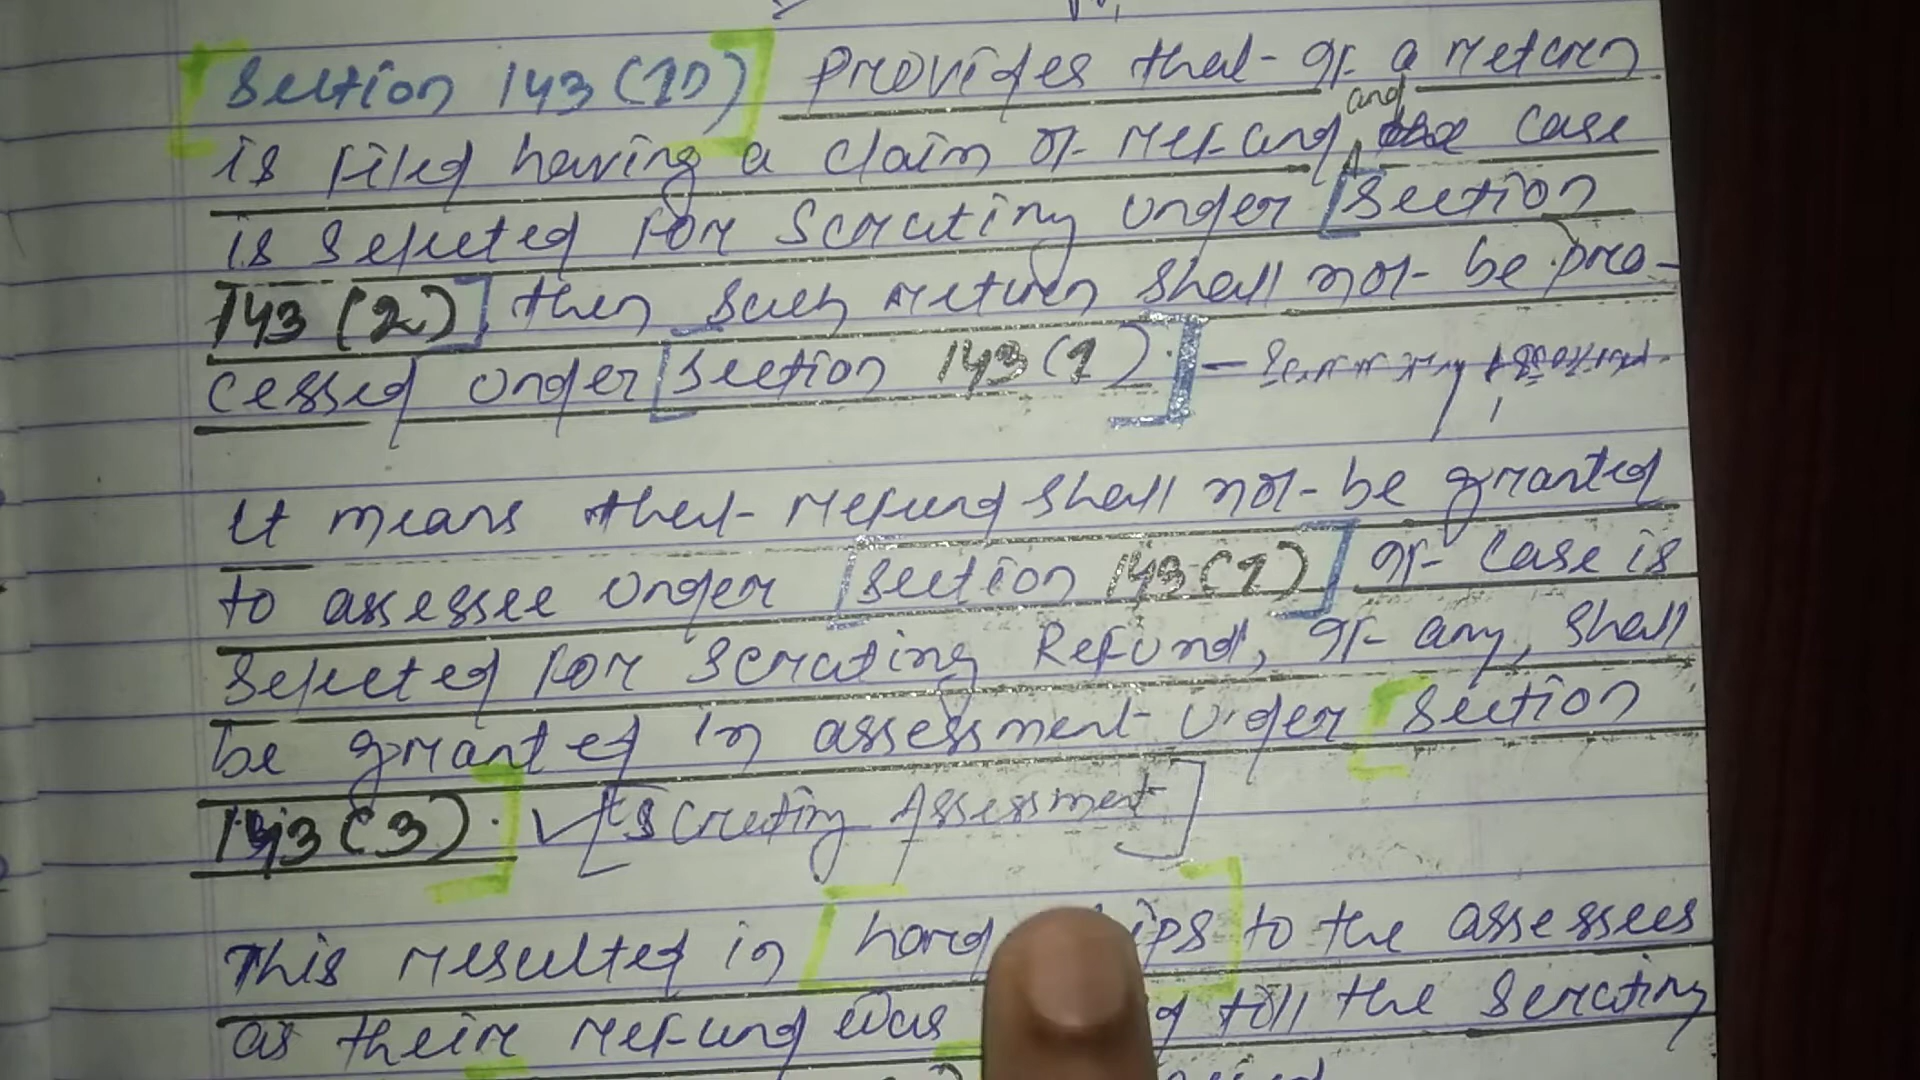 Section 143 (1D) provides that If a return
and
is filed having a claim of refund case
is selected for scrutiny under Section
143 (2), then such return shall not be pro-
cessed under Section 143 (1). - Summary Assessment.
It means that refund shall not be granted
to assessee under Section 143 (1) If case is
selected for scrutiny Refund, If any, shall
be granted in assessment under Section
143 (3). [Scrutiny Assessment]
This resulted in to the assessees
as their refund was till the scrutiny